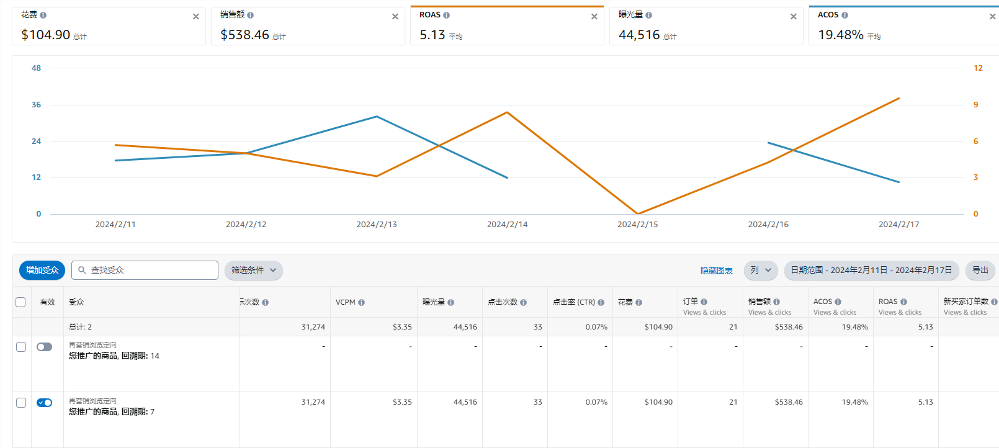 花费
$104.90 总计
销售额
$538.46 总计
ROAS
5.13 平均
曝光量
44,516 总计
ACOS
19.48% 平均
48 12
36 9
24 6
12 3
0 0
2024/2/11 2024/2/12 2024/2/13 2024/2/14 2024/2/15 2024/2/16 2024/2/17
增加受众 查找受众 筛选条件 隐藏图表 列 日期范围 - 2024年2月11日 - 2024年2月17日 导出
有效 受众 次数 VCPM 曝光量 点击次数 点击率 (CTR) 花费 订单 销售额 ACOS ROAS 新买家订单数
Views & clicks Views & clicks Views & clicks Views & clicks Views & clicks
总计: 2 31,274 $3.35 44,516 33 0.07% $104.90 21 $538.46 19.48% 5.13
再营销浏览定向 - - - - - - - - - -
您推广的商品, 回溯期: 14
再营销浏览定向 31,274 $3.35 44,516 33 0.07% $104.90 21 $538.46 19.48% 5.13
您推广的商品, 回溯期: 7